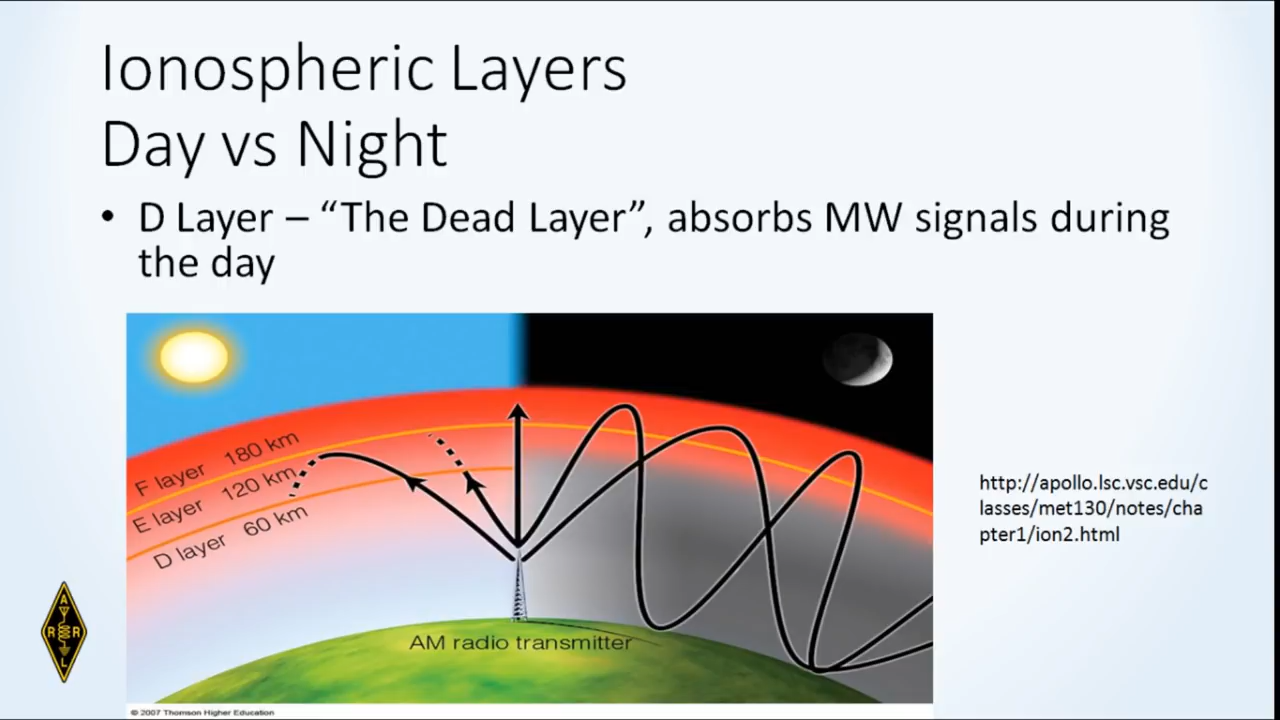 Ionospheric Layers
Day vs Night
• D Layer – “The Dead Layer”, absorbs MW signals during
the day
F layer 180 km
E layer 120 km
D layer 60 km
AM radio transmitter
http://apollo.lsc.vsc.edu/c
lasses/met130/notes/cha
pter1/ion2.html
A
R R
L
© 2007 Thomson Higher Education